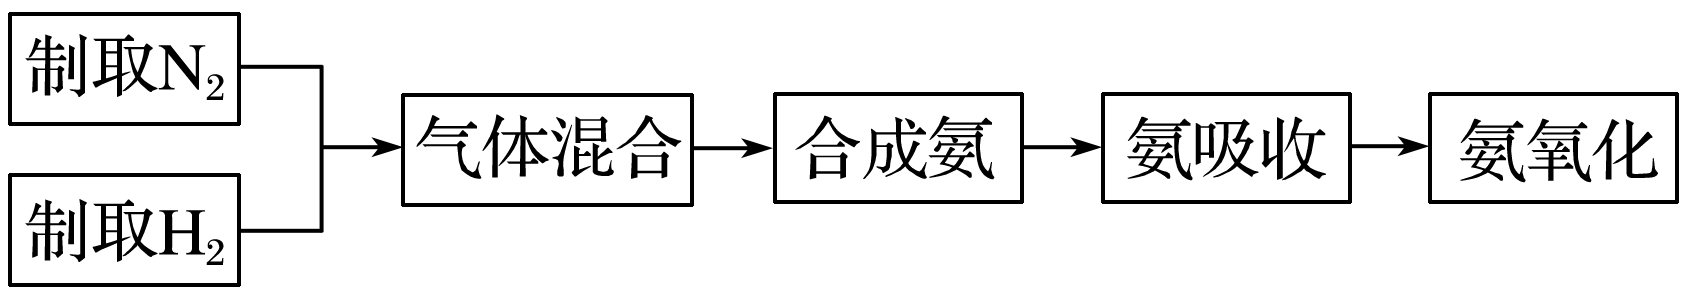 制取N₂
制取H₂
气体混合
合成氨
氨吸收
氨氧化